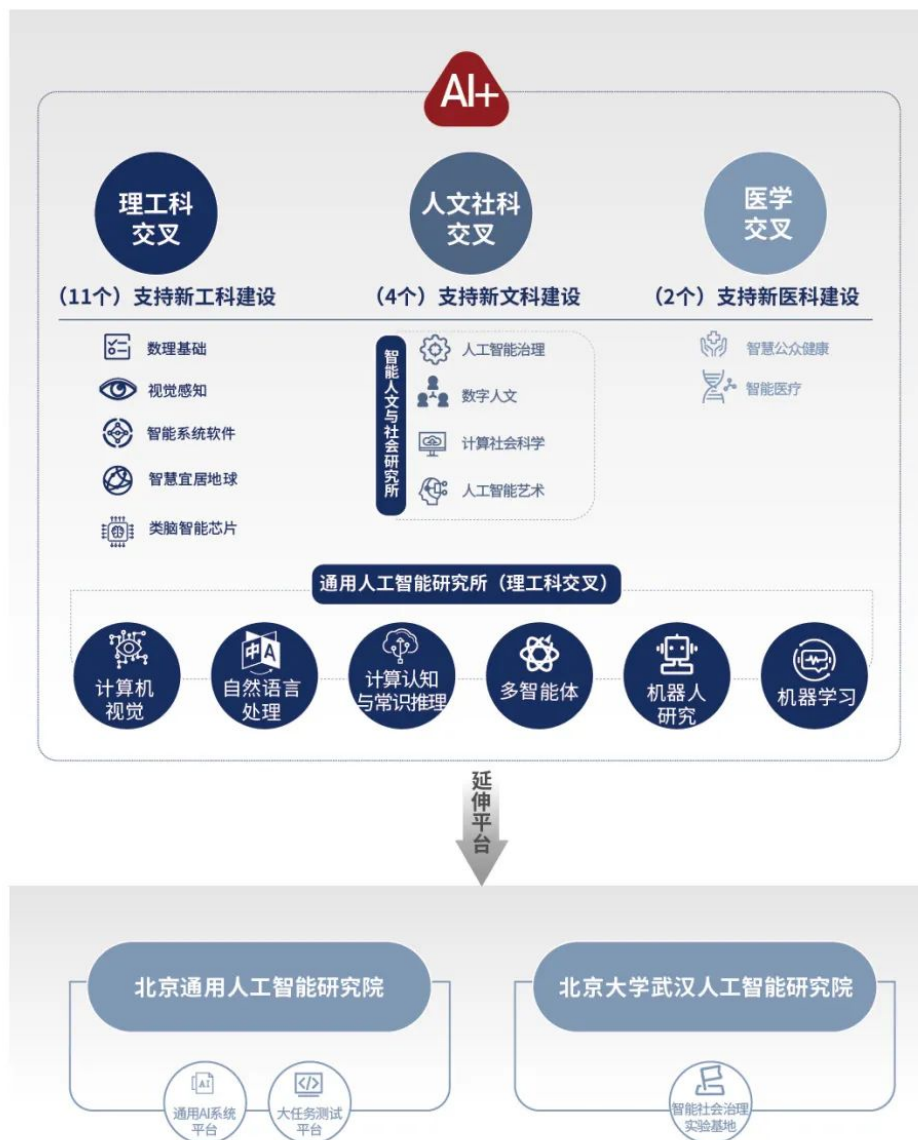 AI+
理工科
交叉
人文社科
交叉
医学
交叉
（11个）支持新工科建设
（4个）支持新文科建设
（2个）支持新医科建设
数理基础
视觉感知
智能系统软件
智慧宜居地球
类脑智能芯片
智能人文与社会研究所
人工智能治理
数字人文
计算社会科学
人工智能艺术
智慧公众健康
智能医疗
通用人工智能研究所（理工科交叉）
计算机
视觉
中A
自然语言
处理
计算认知
与常识推理
多智能体
机器人
研究
机器学习
延伸平台
北京通用人工智能研究院
AI
通用AI系统
平台
</>
大任务测试
平台
北京大学武汉人工智能研究院
智能社会治理
实验基地